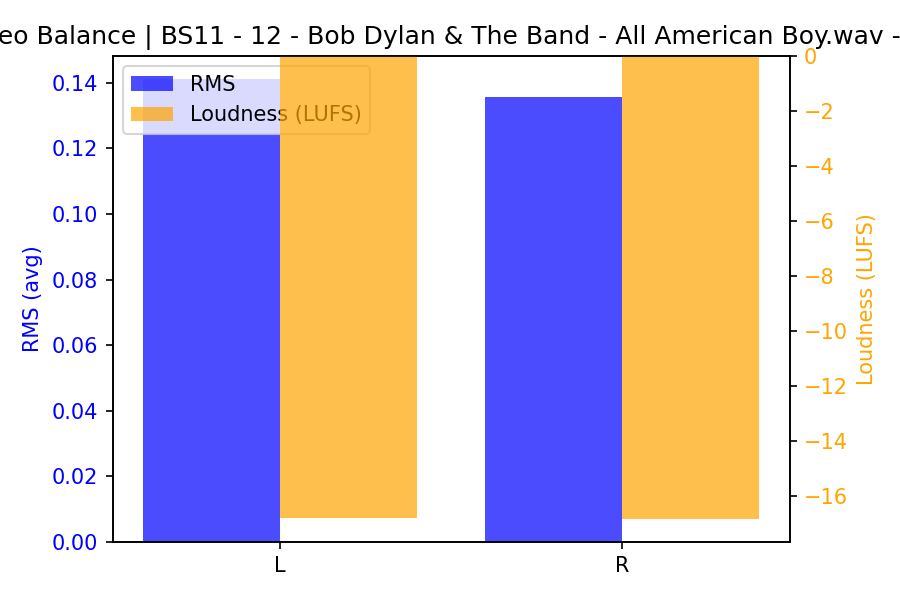 eo Balance | BS11 - 12 - Bob Dylan & The Band - All American Boy.wav -
RMS
Loudness (LUFS)
0.14
0.12
0.10
0.08
0.06
0.04
0.02
0.00
RMS (avg)
0
−2
−4
−6
−8
−10
−12
−14
−16
Loudness (LUFS)
L
R